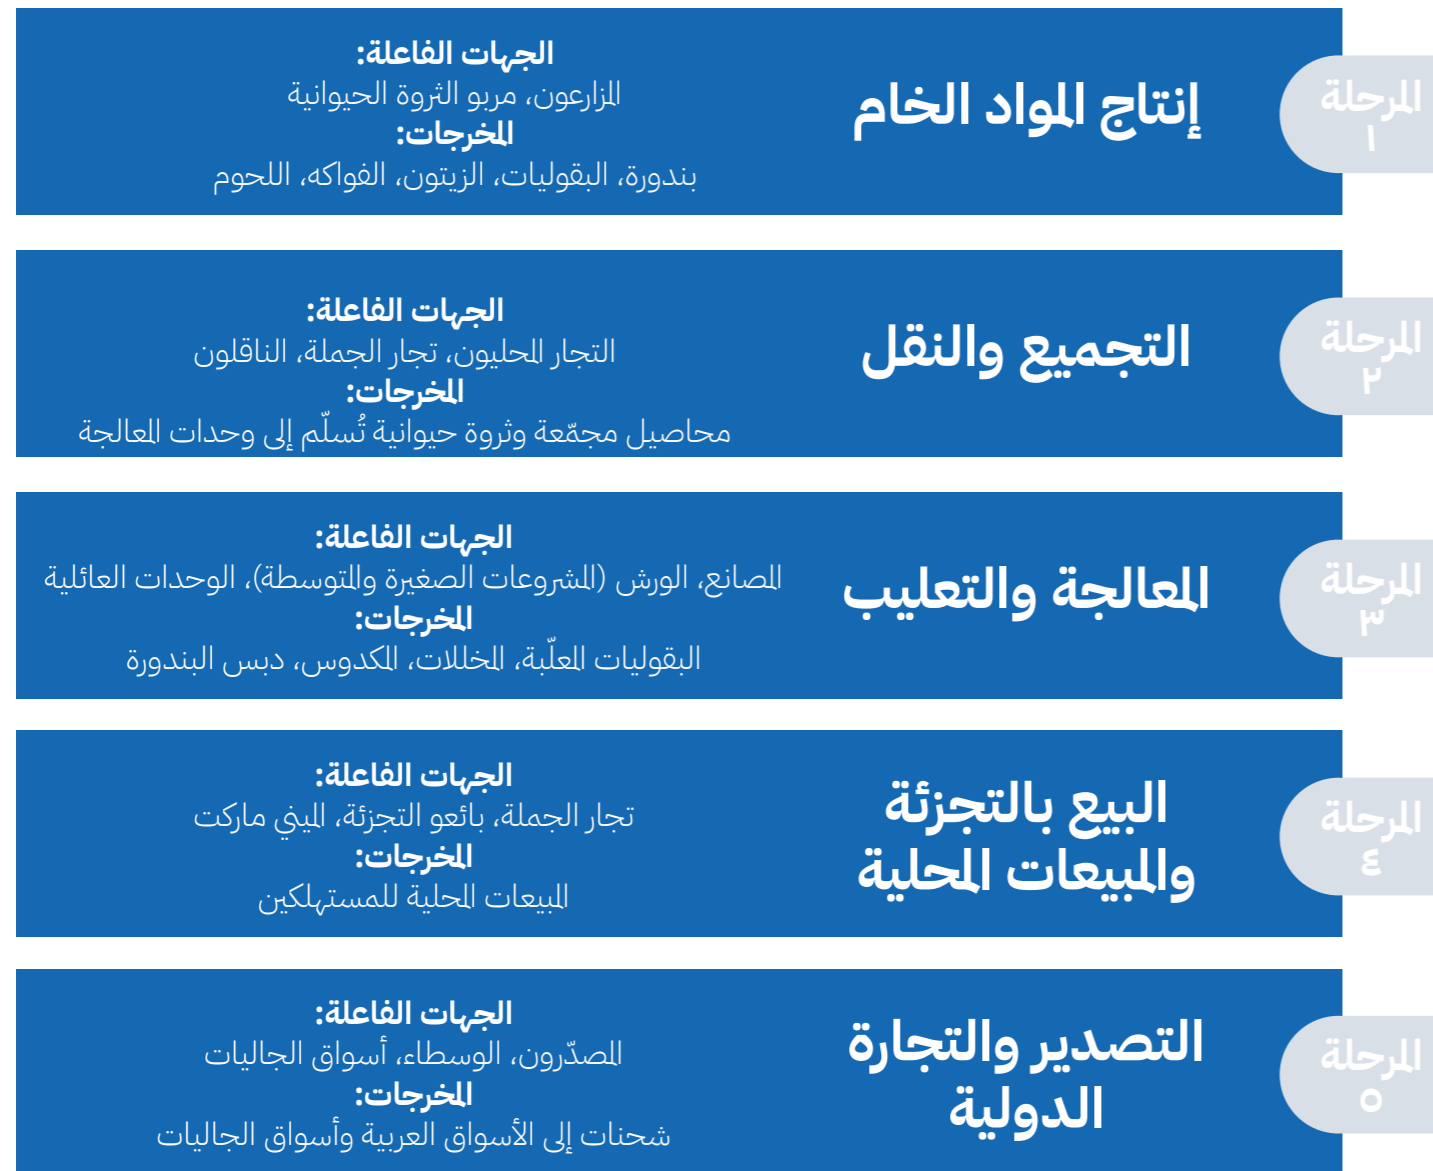 المرحلة
١
إنتاج المواد الخام
الجهات الفاعلة:
المزارعون، مربو الثروة الحيوانية
المخرجات:
بندورة، البقوليات، الزيتون، الفواكه، اللحوم
المرحلة
٢
التجميع والنقل
الجهات الفاعلة:
التجار المحليون، تجار الجملة، الناقلون
المخرجات:
محاصيل مجمّعة وثروة حيوانية تُسلّم إلى وحدات المعالجة
المرحلة
٣
المعالجة والتعليب
الجهات الفاعلة:
المصانع، الورش (المشروعات الصغيرة والمتوسطة)، الوحدات العائلية
المخرجات:
البقوليات المعلّبة، المخللات، المكدوس، دبس البندورة
المرحلة
٤
البيع بالتجزئة
والمبيعات المحلية
الجهات الفاعلة:
تجار الجملة، بائعو التجزئة، الميني ماركت
المخرجات:
المبيعات المحلية للمستهلكين
المرحلة
٥
التصدير والتجارة
الدولية
الجهات الفاعلة:
المصدّرون، الوسطاء، أسواق الجاليات
المخرجات:
شحنات إلى الأسواق العربية وأسواق الجاليات